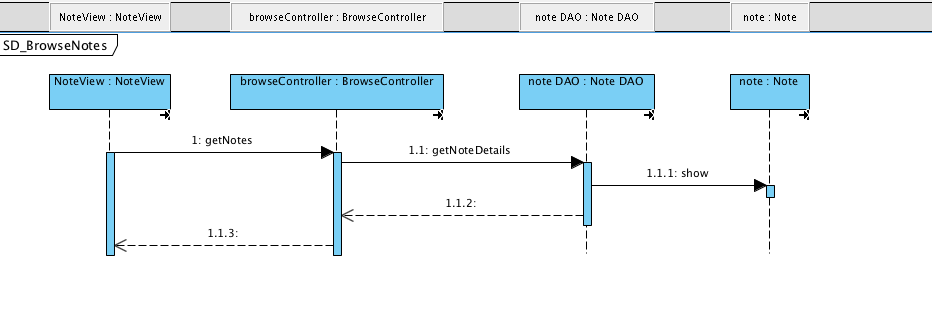 NoteView : NoteView
browseController : BrowseController
note DAO : Note DAO
note : Note
SD_BrowseNotes
NoteView : NoteView
browseController : BrowseController
note DAO : Note DAO
note : Note
1: getNotes
1.1: getNoteDetails
1.1.1: show
1.1.2:
1.1.3: